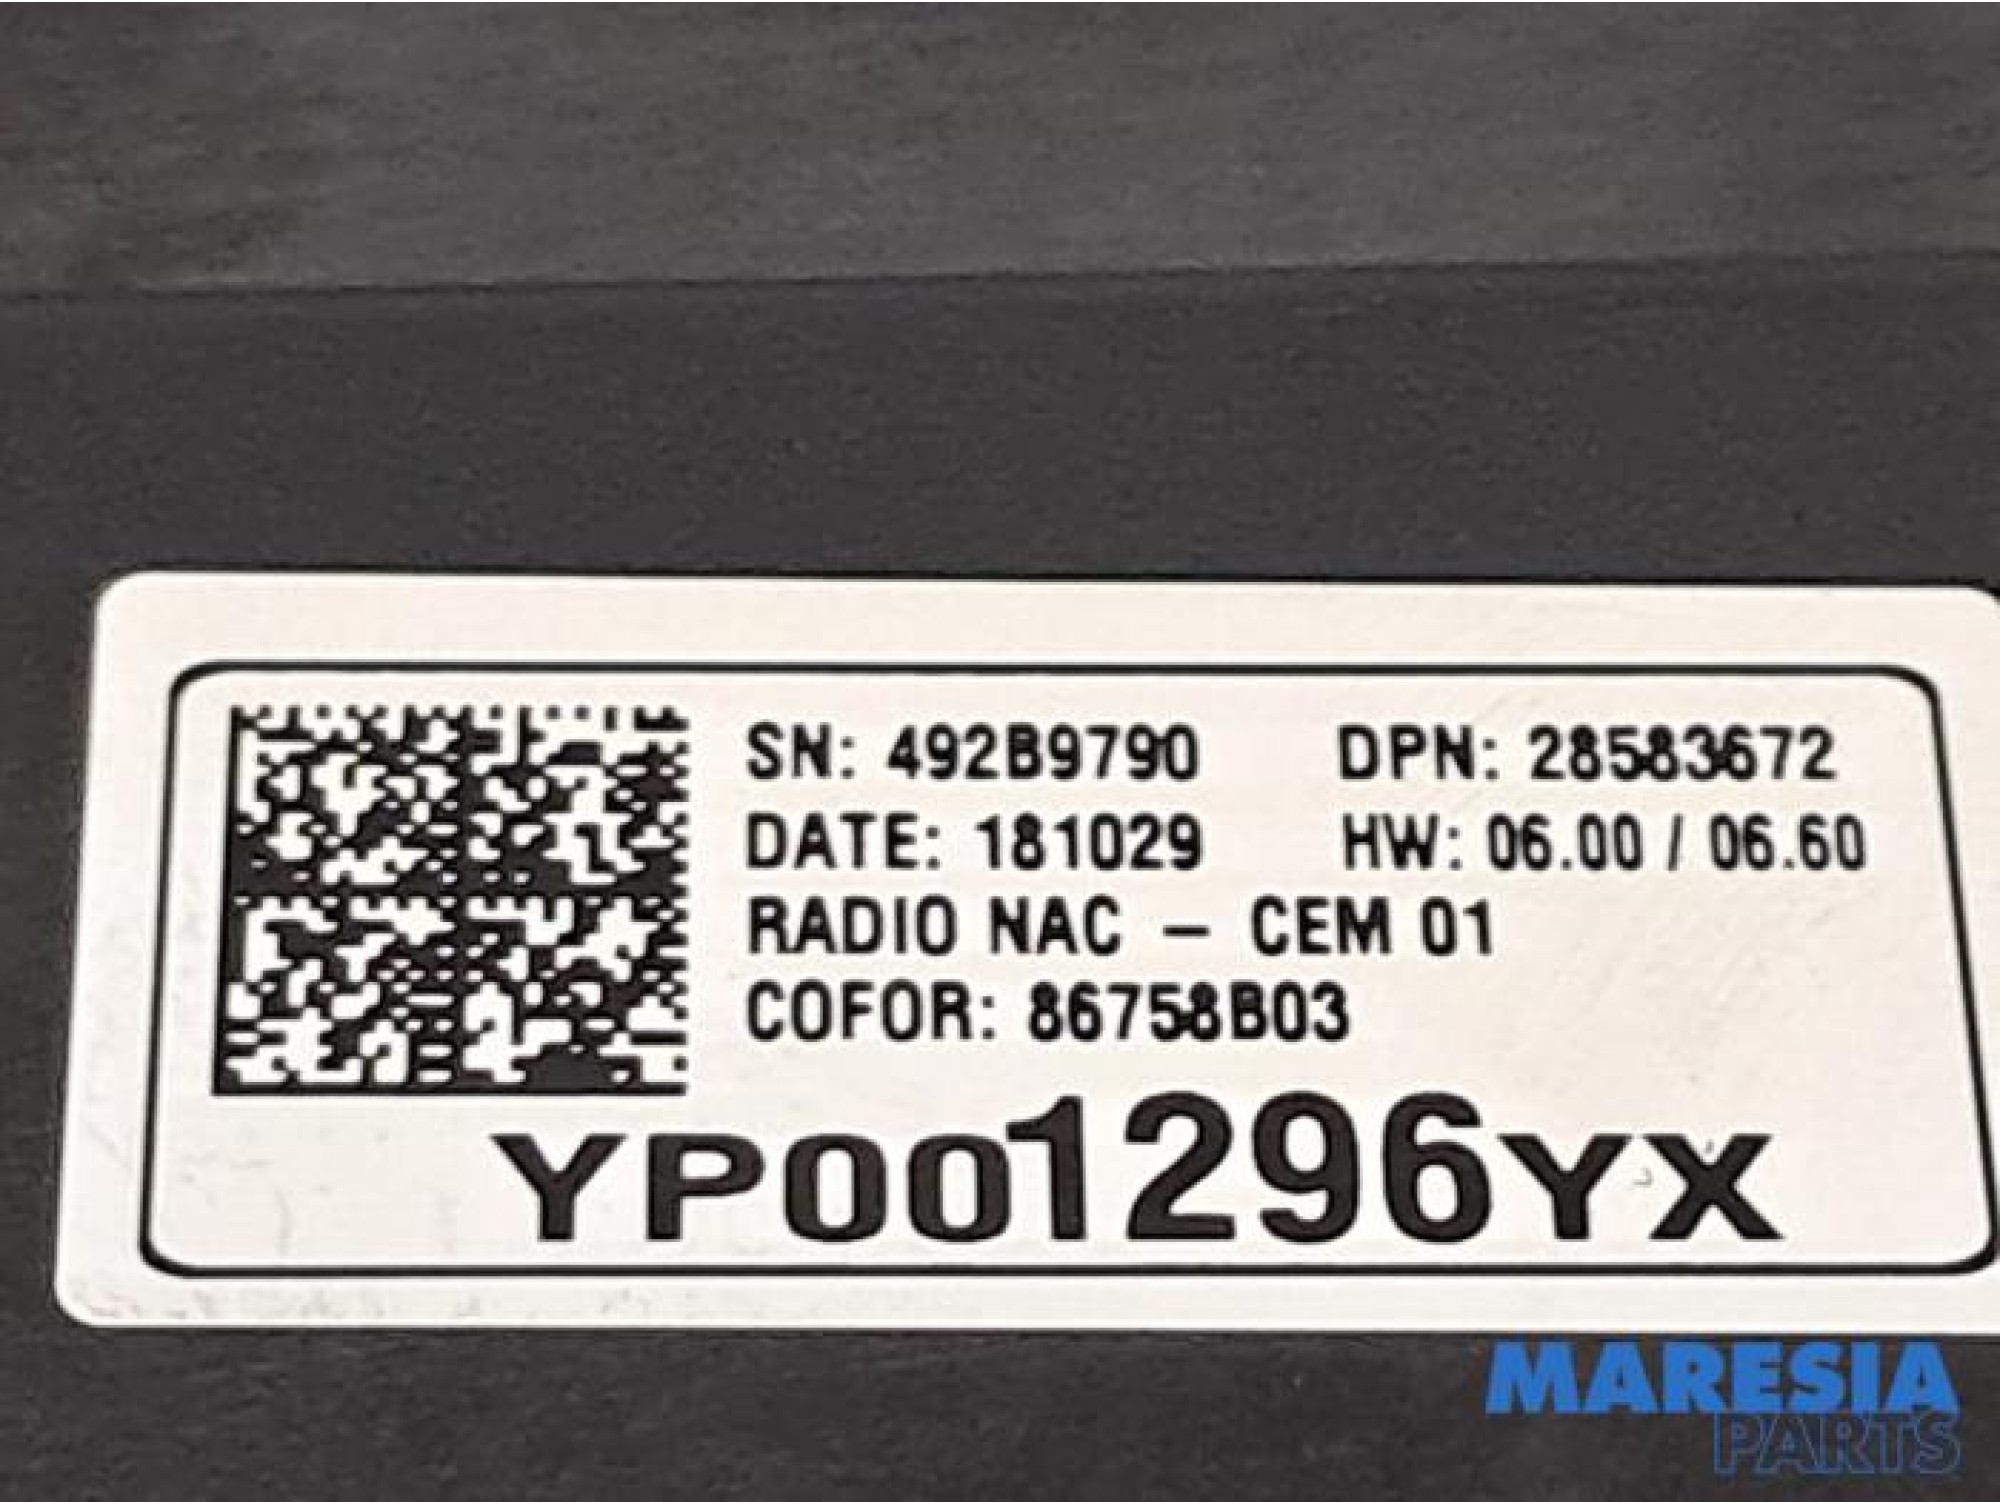 SN: 492B9790 DPN: 28583672
DATE: 181029 HW: 06.00 / 06.60
RADIO NAC - CEM 01
COFOR: 86758B03
YP001296YX
MARESIA
PARTS